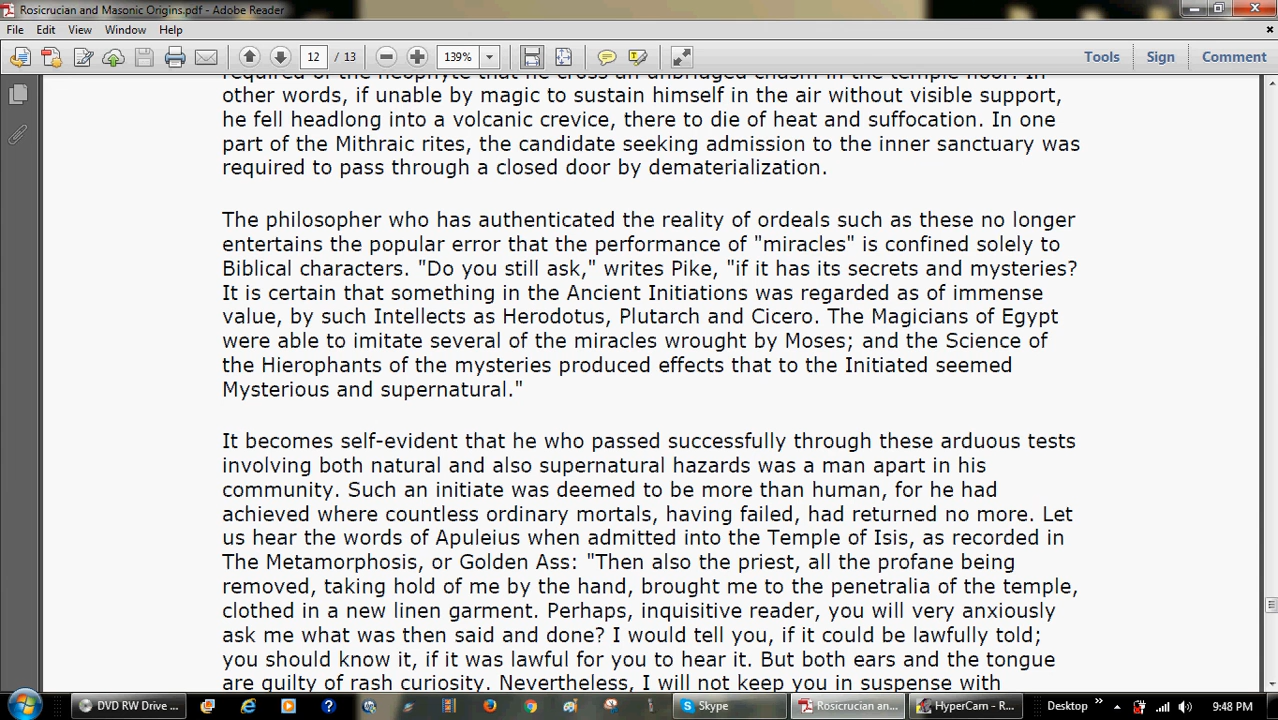 Rosicrucian and Masonic Origins.pdf - Adobe Reader
File Edit View Window Help
12 / 13 139% Tools Sign Comment
required of the neophyte that he cross an unbridged chasm in the temple floor. In
other words, if unable by magic to sustain himself in the air without visible support,
he fell headlong into a volcanic crevice, there to die of heat and suffocation. In one
part of the Mithraic rites, the candidate seeking admission to the inner sanctuary was
required to pass through a closed door by dematerialization.
The philosopher who has authenticated the reality of ordeals such as these no longer
entertains the popular error that the performance of "miracles" is confined solely to
Biblical characters. "Do you still ask," writes Pike, "if it has its secrets and mysteries?
It is certain that something in the Ancient Initiations was regarded as of immense
value, by such Intellects as Herodotus, Plutarch and Cicero. The Magicians of Egypt
were able to imitate several of the miracles wrought by Moses; and the Science of
the Hierophants of the mysteries produced effects that to the Initiated seemed
Mysterious and supernatural."
It becomes self-evident that he who passed successfully through these arduous tests
involving both natural and also supernatural hazards was a man apart in his
community. Such an initiate was deemed to be more than human, for he had
achieved where countless ordinary mortals, having failed, had returned no more. Let
us hear the words of Apuleius when admitted into the Temple of Isis, as recorded in
The Metamorphosis, or Golden Ass: "Then also the priest, all the profane being
removed, taking hold of me by the hand, brought me to the penetralia of the temple,
clothed in a new linen garment. Perhaps, inquisitive reader, you will very anxiously
ask me what was then said and done? I would tell you, if it could be lawfully told;
you should know it, if it was lawful for you to hear it. But both ears and the tongue
are guilty of rash curiosity. Nevertheless, I will not keep you in suspense with
DVD RW Drive ... Skype Rosicrucian an... HyperCam - R... Desktop 9:48 PM